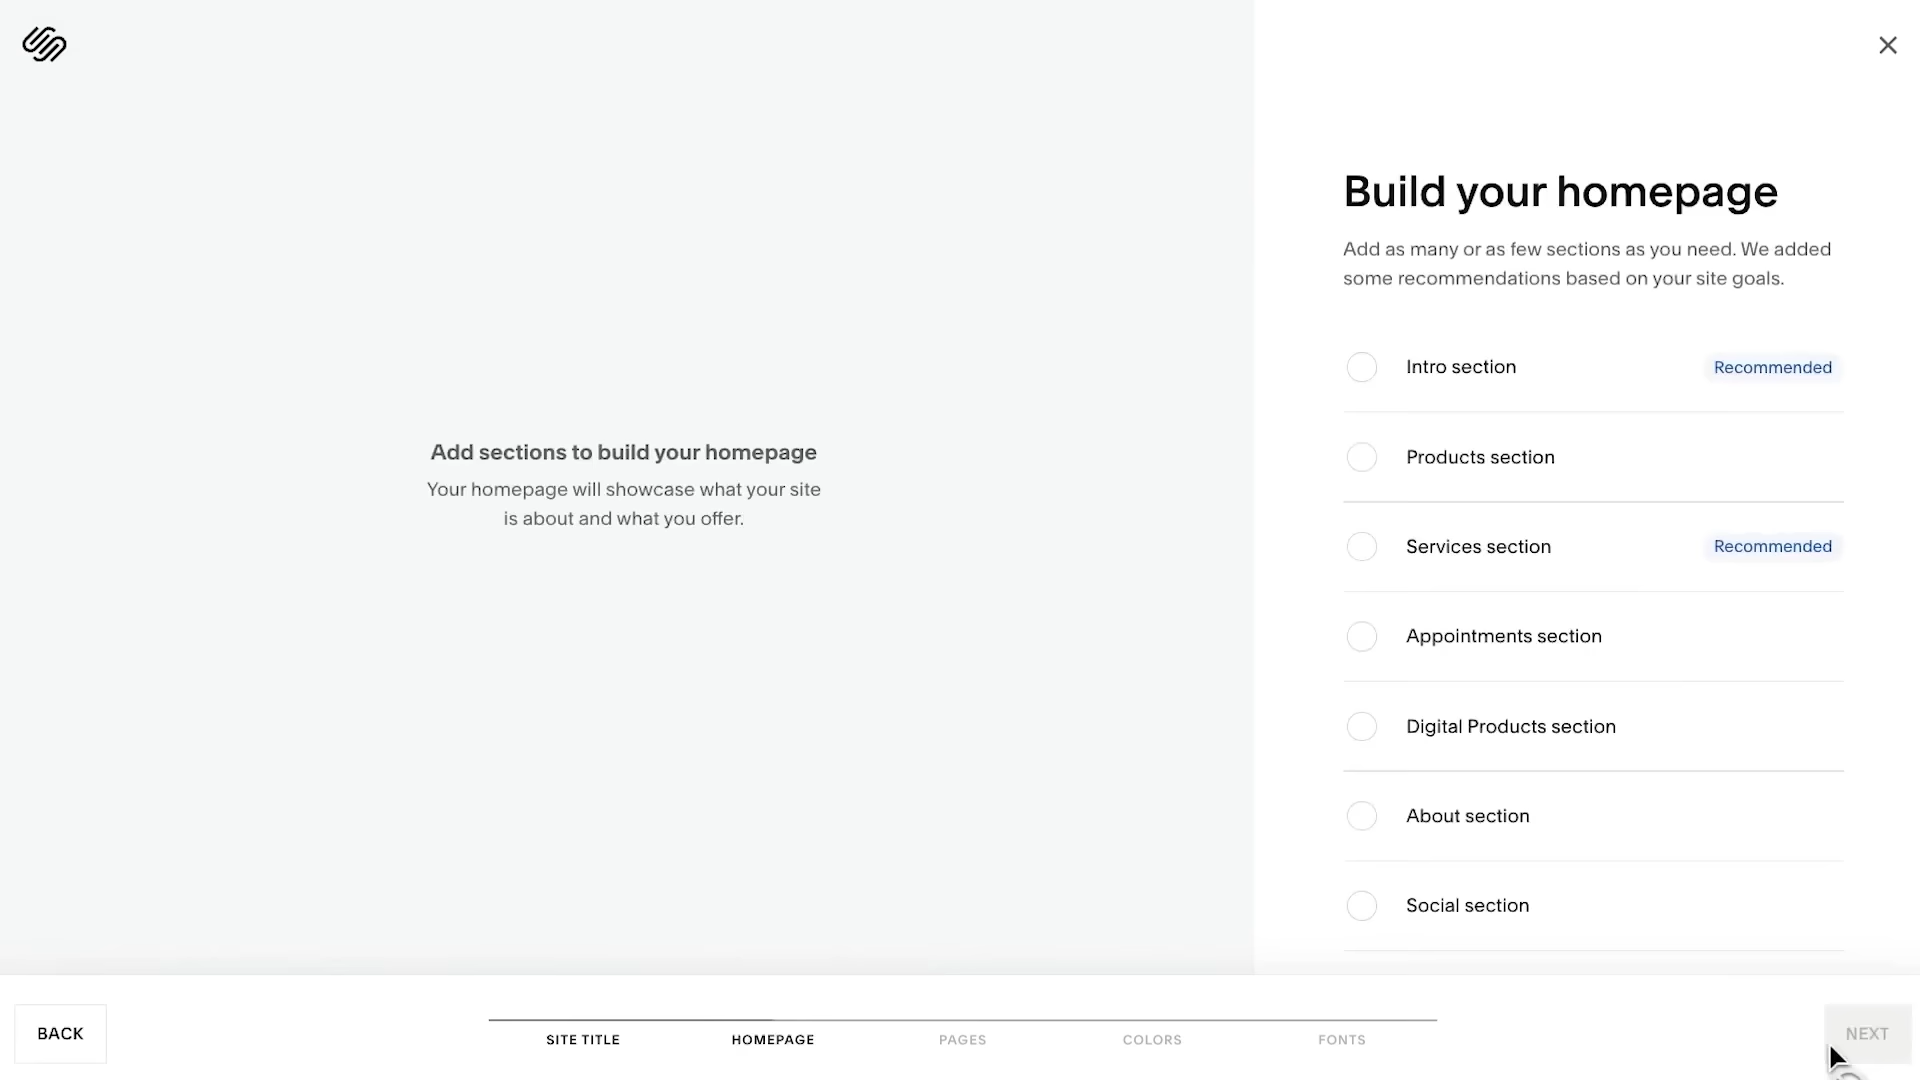 Add sections to build your homepage
Your homepage will showcase what your site
is about and what you offer.
Build your homepage
Add as many or as few sections as you need. We added
some recommendations based on your site goals.
Intro section Recommended
Products section
Services section Recommended
Appointments section
Digital Products section
About section
Social section
BACK
SITE TITLE HOMEPAGE PAGES COLORS FONTS
NEXT